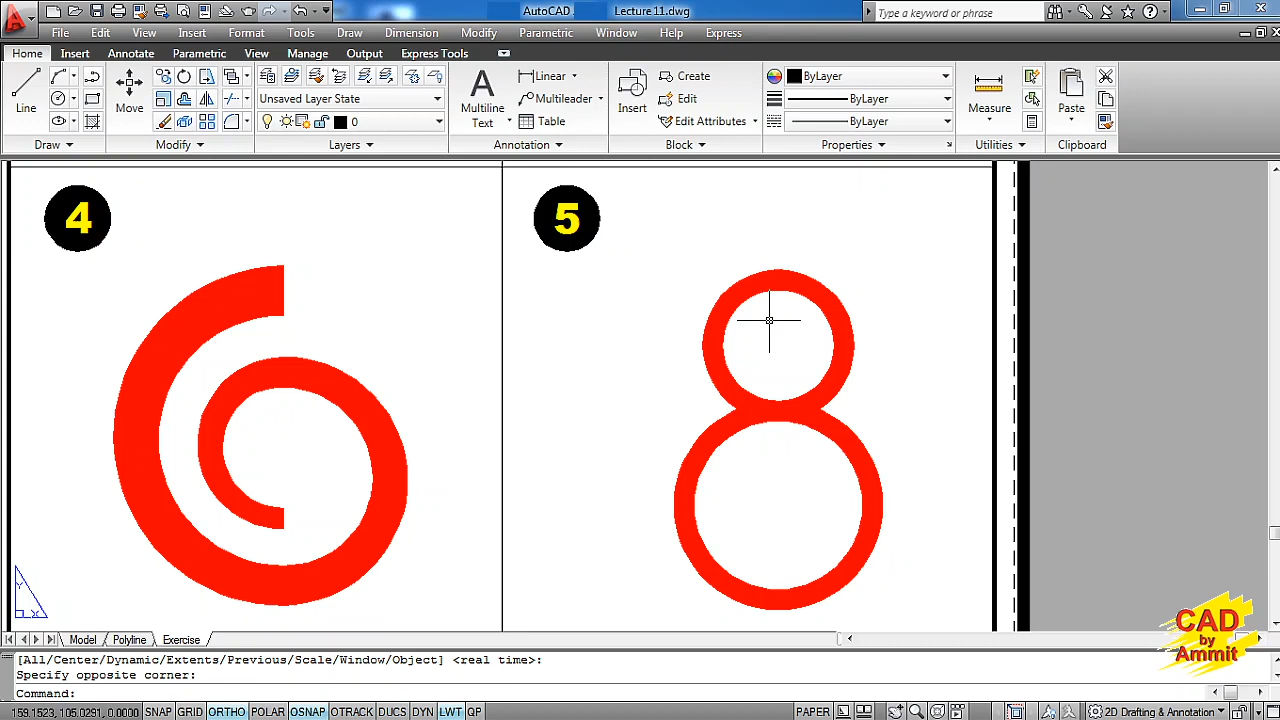 AutoCAD Lecture 11.dwg Type a keyword or phrase
File Edit View Insert Format Tools Draw Dimension Modify Parametric Window Help Express
Home Insert Annotate Parametric View Manage Output Express Tools
Line
Draw
Move
Modify
Unsaved Layer State
0
Layers
Multiline
Text
Linear
Multileader
Table
Annotation
Insert
Create
Edit
Edit Attributes
Block
ByLayer
ByLayer
ByLayer
Properties
Measure
Utilities
Paste
Clipboard
4
5
Y
X
CAD
by
Ammit
Model Polyline Exercise
[All/Center/Dynamic/Extents/Previous/Scale/Window/Object] <real time>:
Specify opposite corner:
Command:
159.1523, 105.0291, 0.0000 SNAP GRID ORTHO POLAR OSNAP OTRACK DUCS DYN LWT QP PAPER 2D Drafting & Annotation